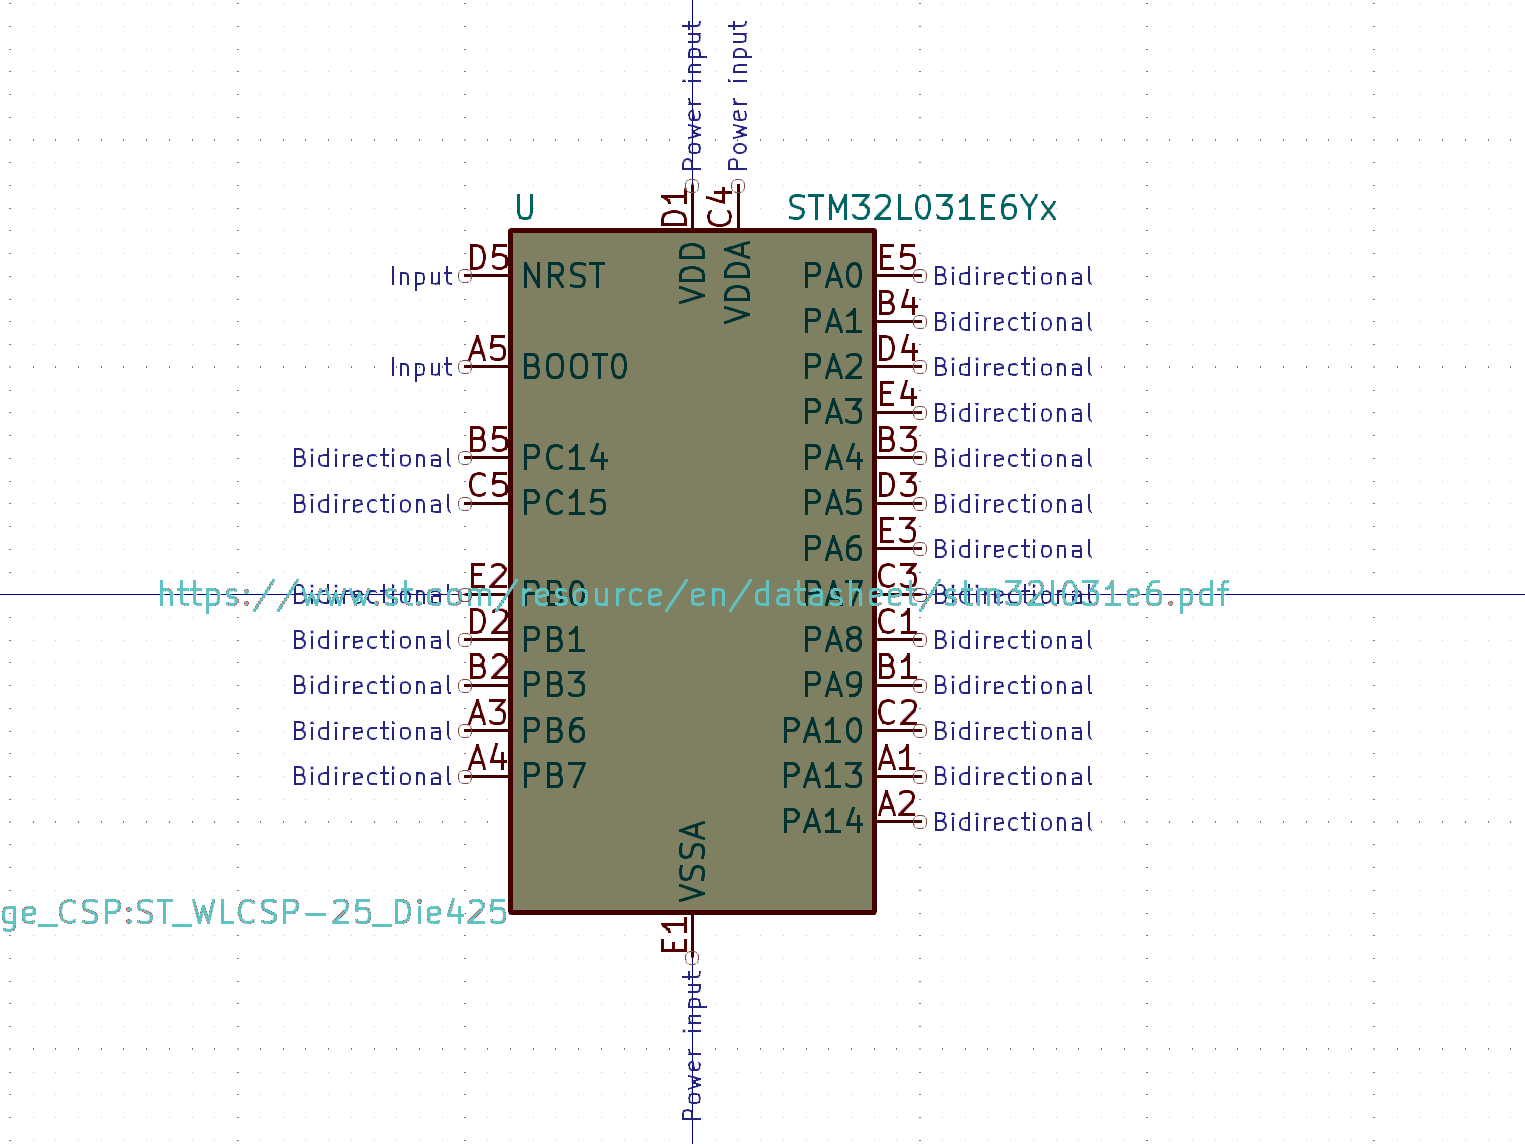 Power input
Power input
D1
C4
U
STM32L031E6Yx
VDD
VDDA
Input D5 NRST
PA0 E5 Bidirectional
PA1 B4 Bidirectional
Input A5 BOOT0
PA2 D4 Bidirectional
PA3 E4 Bidirectional
Bidirectional B5 PC14
PA4 B3 Bidirectional
Bidirectional C5 PC15
PA5 D3 Bidirectional
PA6 E3 Bidirectional
Bidirectional E2 PB0
PA7 C3 Bidirectional
https://www.st.com/resource/en/datasheet/stm32l031e6.pdf
Bidirectional D2 PB1
PA8 C1 Bidirectional
Bidirectional B2 PB3
PA9 B1 Bidirectional
Bidirectional A3 PB6
PA10 C2 Bidirectional
Bidirectional A4 PB7
PA13 A1 Bidirectional
PA14 A2 Bidirectional
VSSA
ge_CSP:ST_WLCSP-25_Die425
E1
Power input